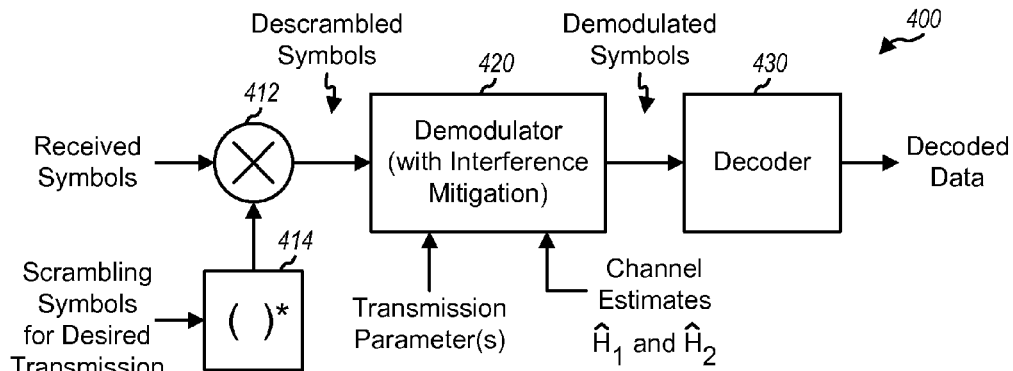 400
Descrambled
Symbols
Demodulated
Symbols
412
420
430
Received
Symbols
Demodulator
(with Interference
Mitigation)
Decoder
Decoded
Data
414
Scrambling
Symbols
for Desired
Transmission
( )*
Transmission
Parameter(s)
Channel
Estimates
Ĥ₁ and Ĥ₂